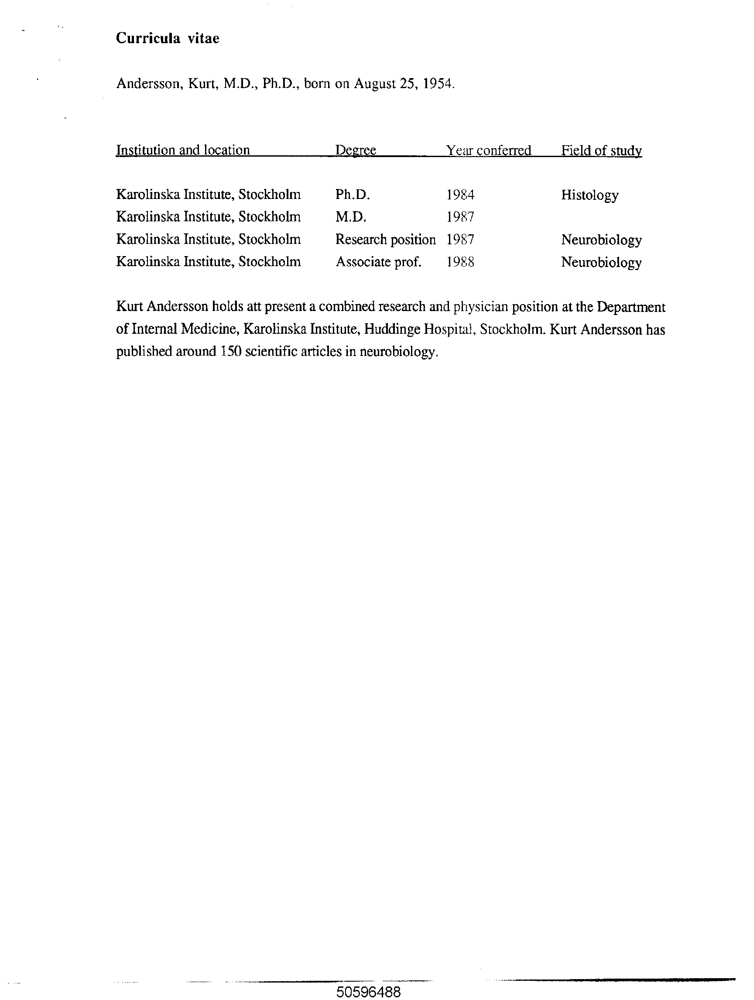 Curricula vitae
Andersson, Kurt, M.D., Ph.D., born on August 25, 1954.
Institution and location Degree Year conferred Field of study
Karolinska Institute, Stockholm Ph.D. 1984 Histology
Karolinska Institute, Stockholm M.D. 1987
Karolinska Institute, Stockholm Research position 1987 Neurobiology
Karolinska Institute, Stockholm Associate prof. 1988 Neurobiology
Kurt Andersson holds att present a combined research and physician position at the Department
of Internal Medicine, Karolinska Institute, Huddinge Hospital, Stockholm. Kurt Andersson has
published around 150 scientific articles in neurobiology.
50596488